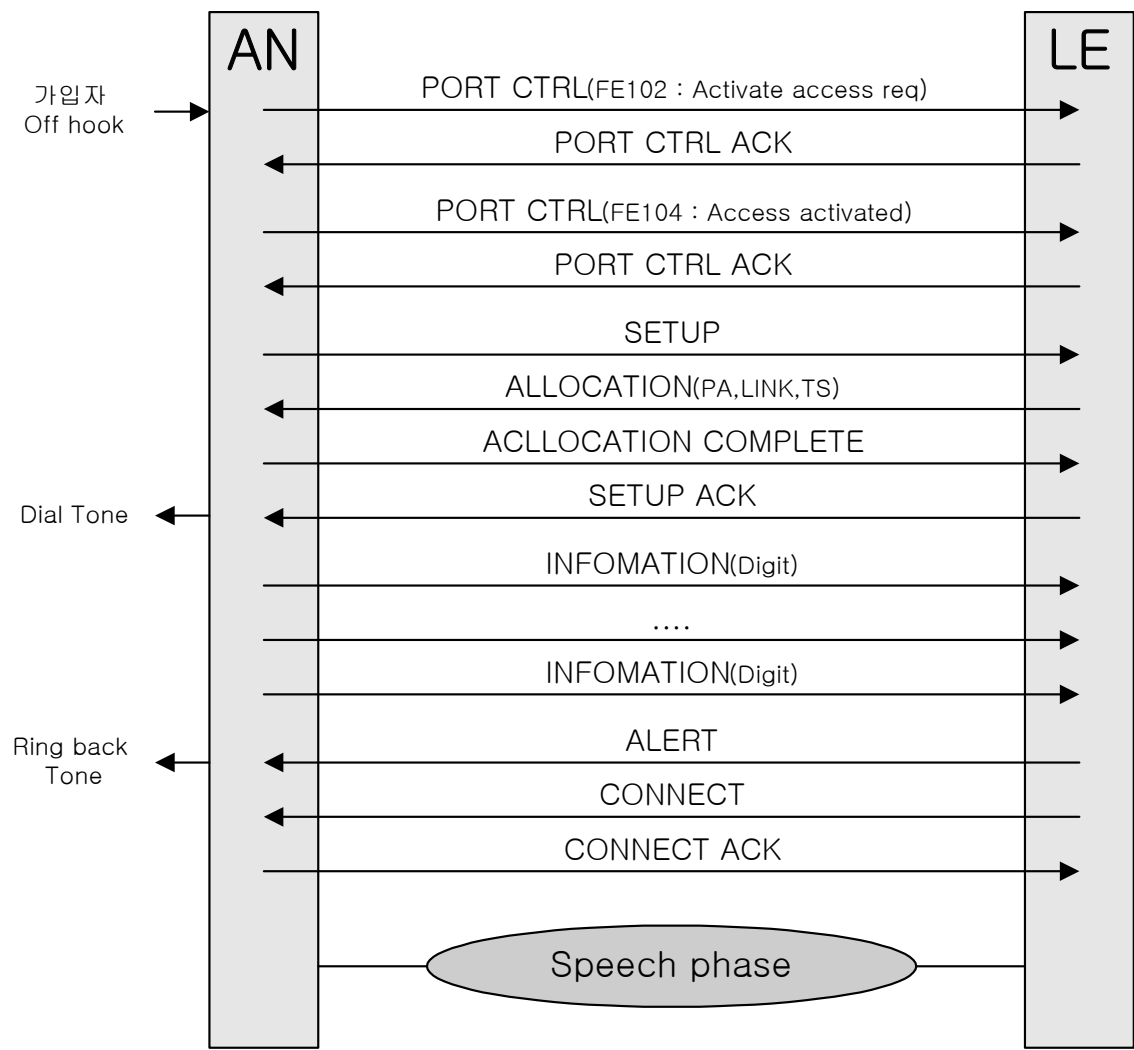 AN
LE
가입자
Off hook
PORT CTRL(FE102 : Activate access req)
PORT CTRL ACK
PORT CTRL(FE104 : Access activated)
PORT CTRL ACK
SETUP
ALLOCATION(PA,LINK,TS)
ACLLOCATION COMPLETE
Dial Tone
SETUP ACK
INFOMATION(Digit)
....
INFOMATION(Digit)
Ring back
Tone
ALERT
CONNECT
CONNECT ACK
Speech phase